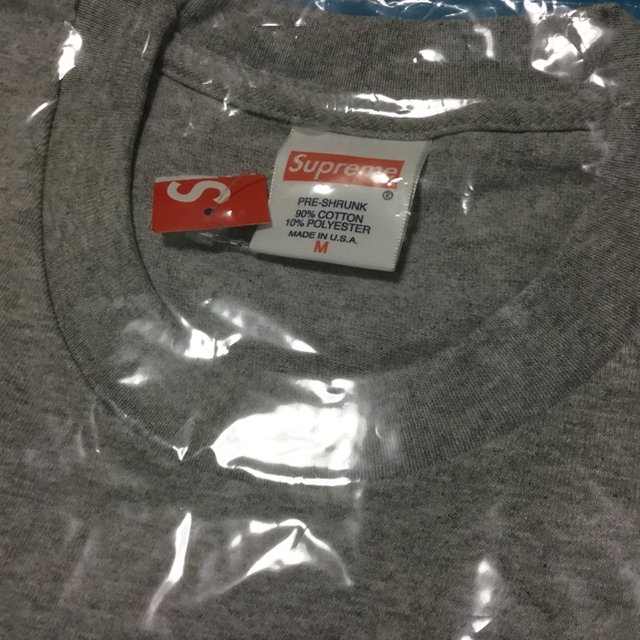 Supreme
®
PRE-SHRUNK
90% COTTON
10% POLYESTER
MADE IN U.S.A.
M
S